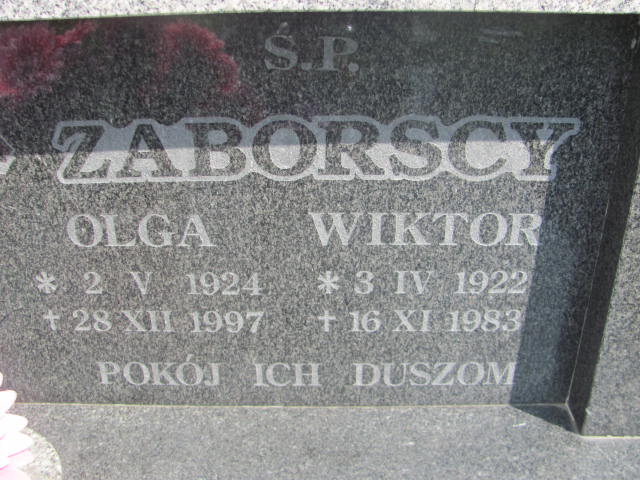 Ś.P.
ZABORSCY
OLGA WIKTOR
* 2 V 1924 * 3 IV 1922
✝ 28 XII 1997 ✝ 16 XI 1983
POKÓJ ICH DUSZOM